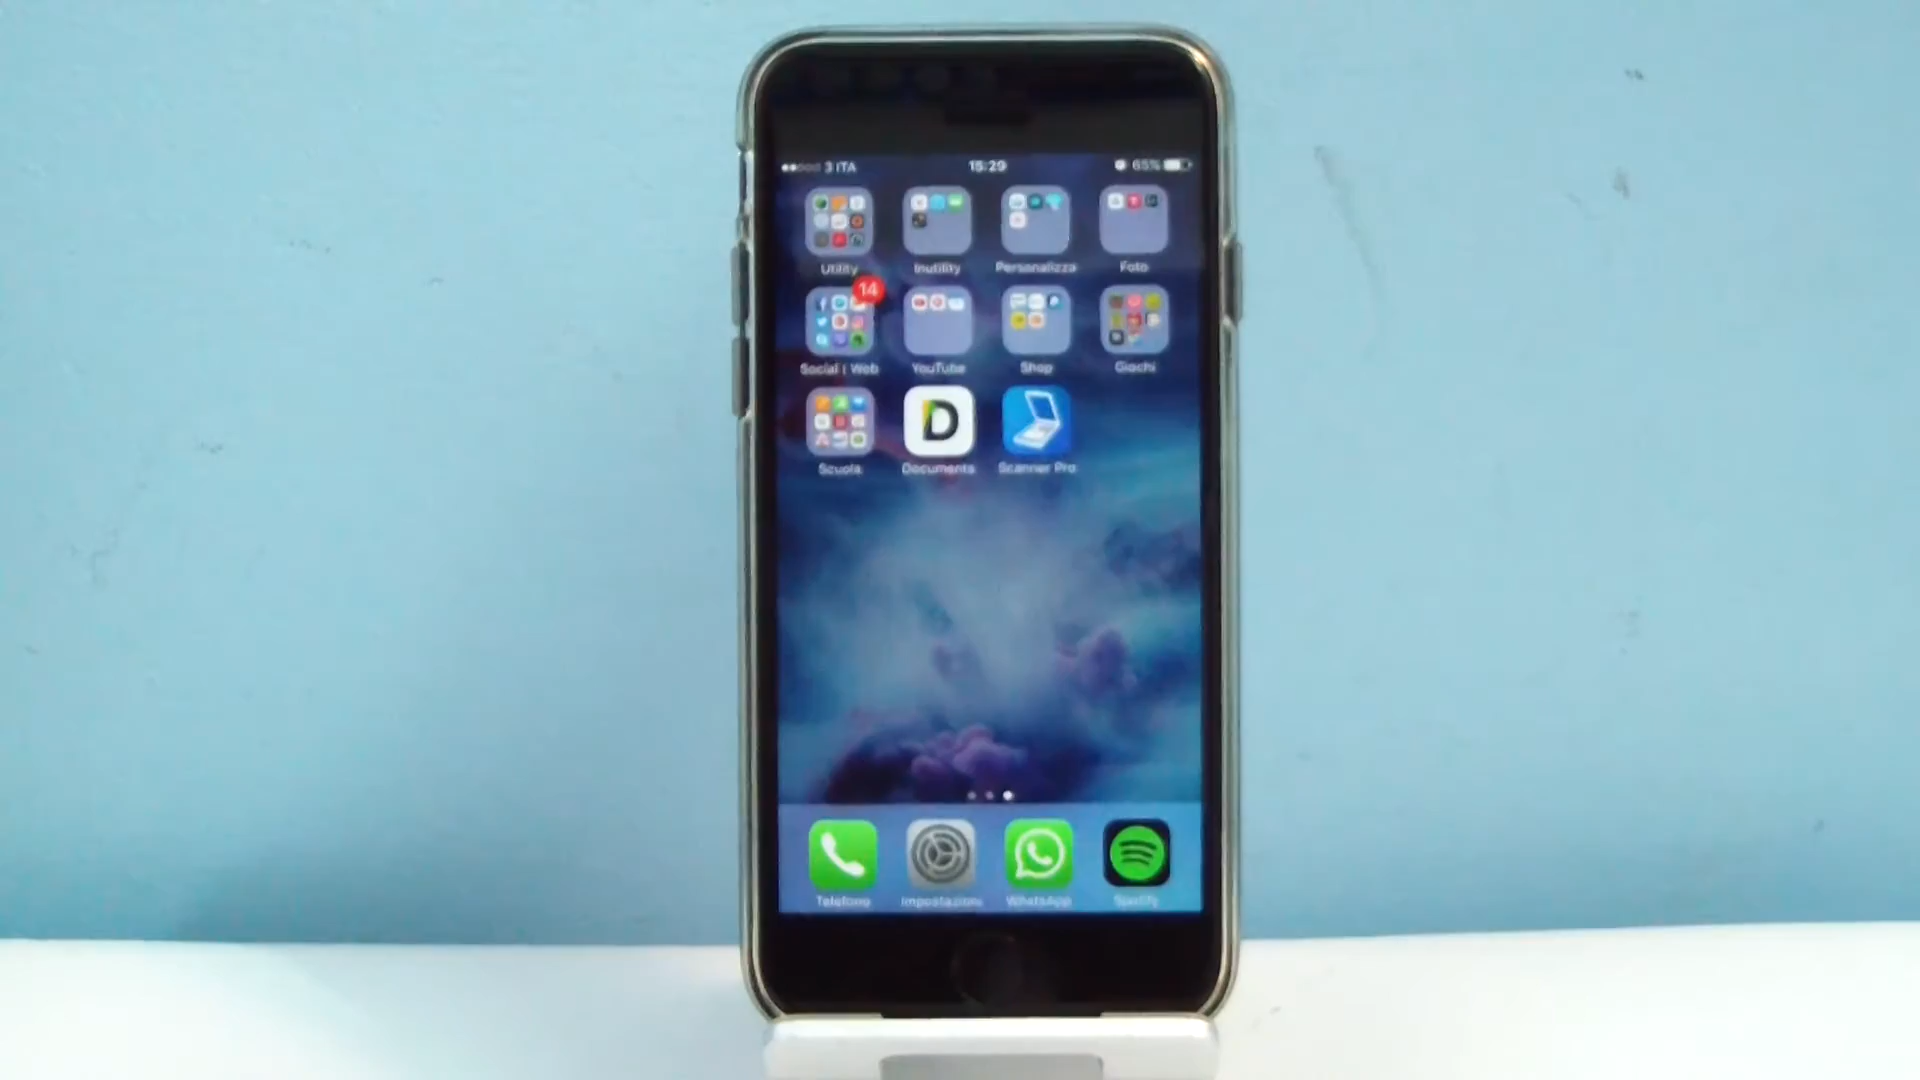 3 ITA 15:29 65%
Utility Inutility Personalizza Foto
14
Social | Web YouTube Shop Giochi
D
Scuola Documents Scanner Pro
Telefono Impostazioni WhatsApp Spotify